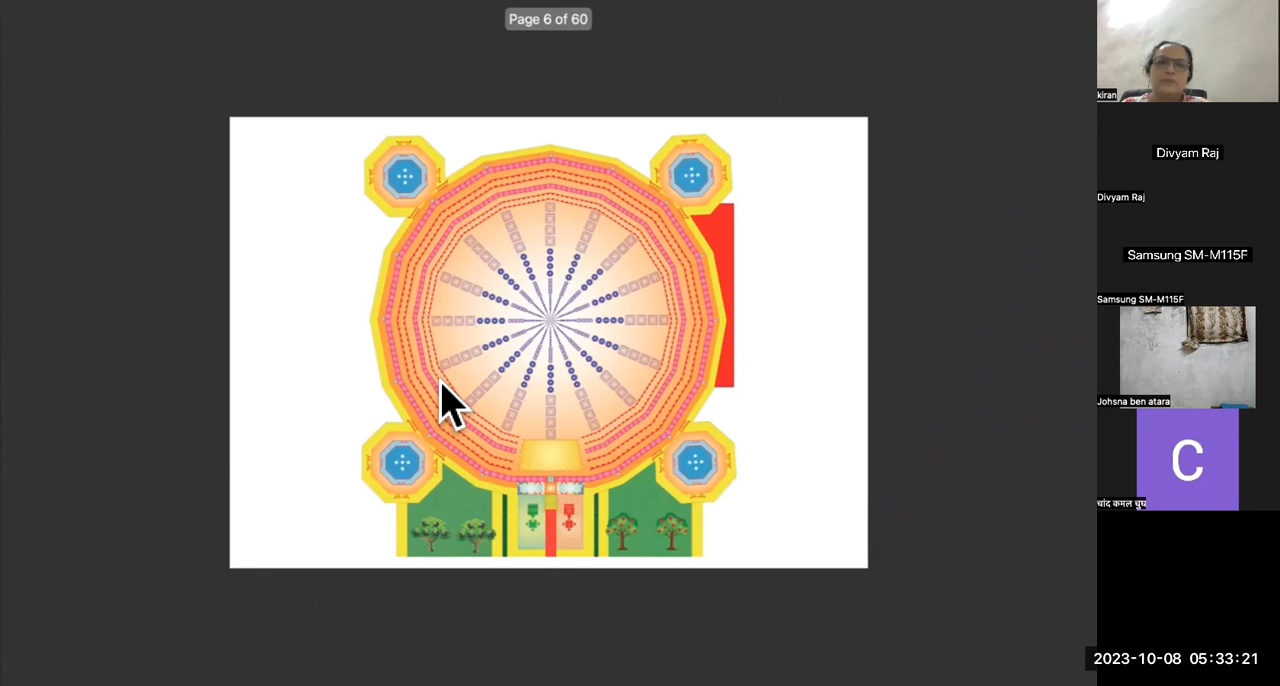 Page 6 of 60
kiran
Divyam Raj
Divyam Raj
Samsung SM-M115F
Samsung SM-M115F
Johsna ben atara
C
चांद कमल चुघ
2023-10-08 05:33:21